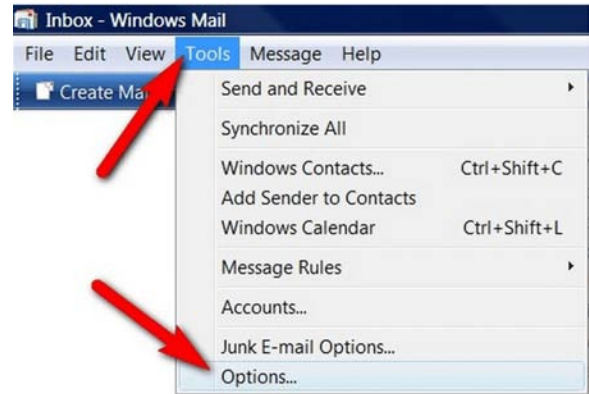 Inbox - Windows Mail
File Edit View Tools Message Help
Create Ma
Send and Receive
Synchronize All
Windows Contacts... Ctrl+Shift+C
Add Sender to Contacts
Windows Calendar Ctrl+Shift+L
Message Rules
Accounts...
Junk E-mail Options...
Options...